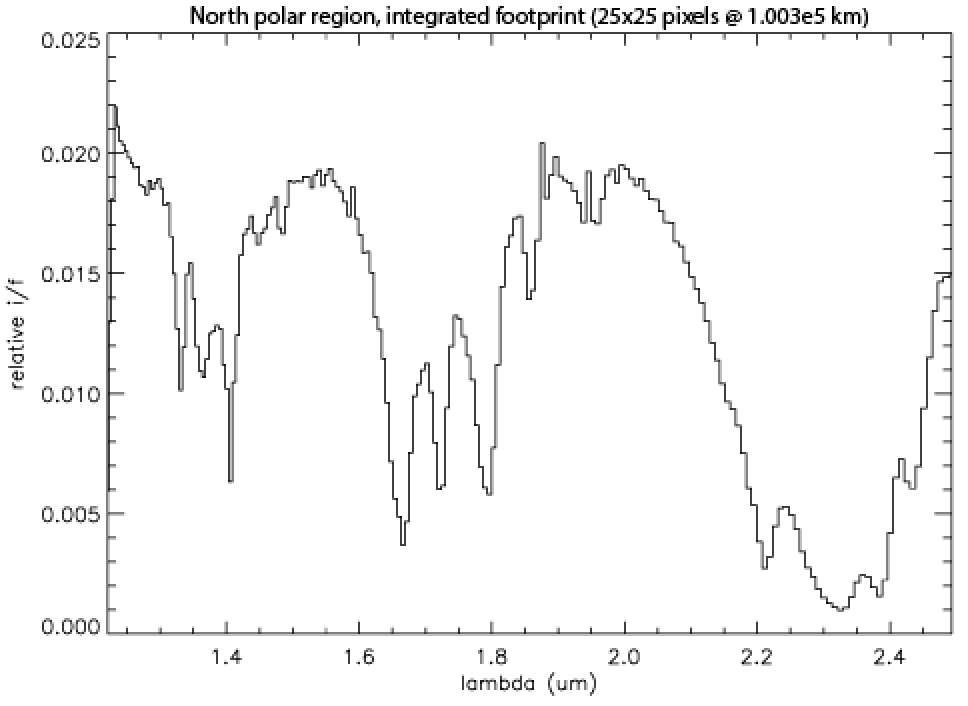 North polar region, integrated footprint (25x25 pixels @ 1.003e5 km)
0.025
0.020
0.015
0.010
0.005
0.000
relative i/f
1.4 1.6 1.8 2.0 2.2 2.4
lambda (um)